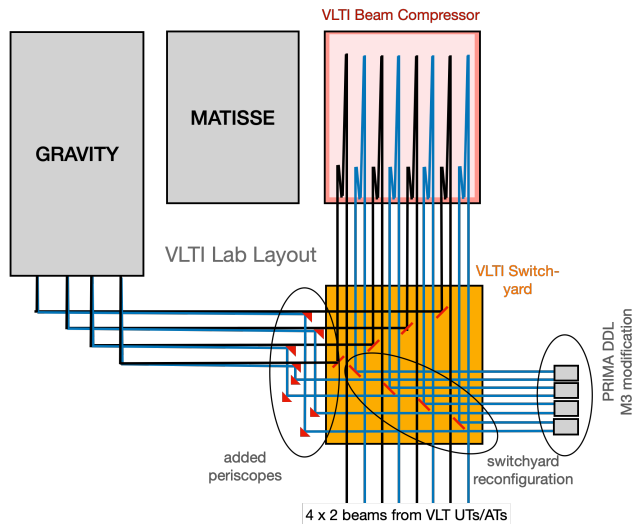 VLTI Beam Compressor
GRAVITY
MATISSE
VLTI Lab Layout
VLTI Switch-
yard
PRIMA DDL
M3 modification
added
periscopes
switchyard
reconfiguration
4 x 2 beams from VLT UTs/ATs